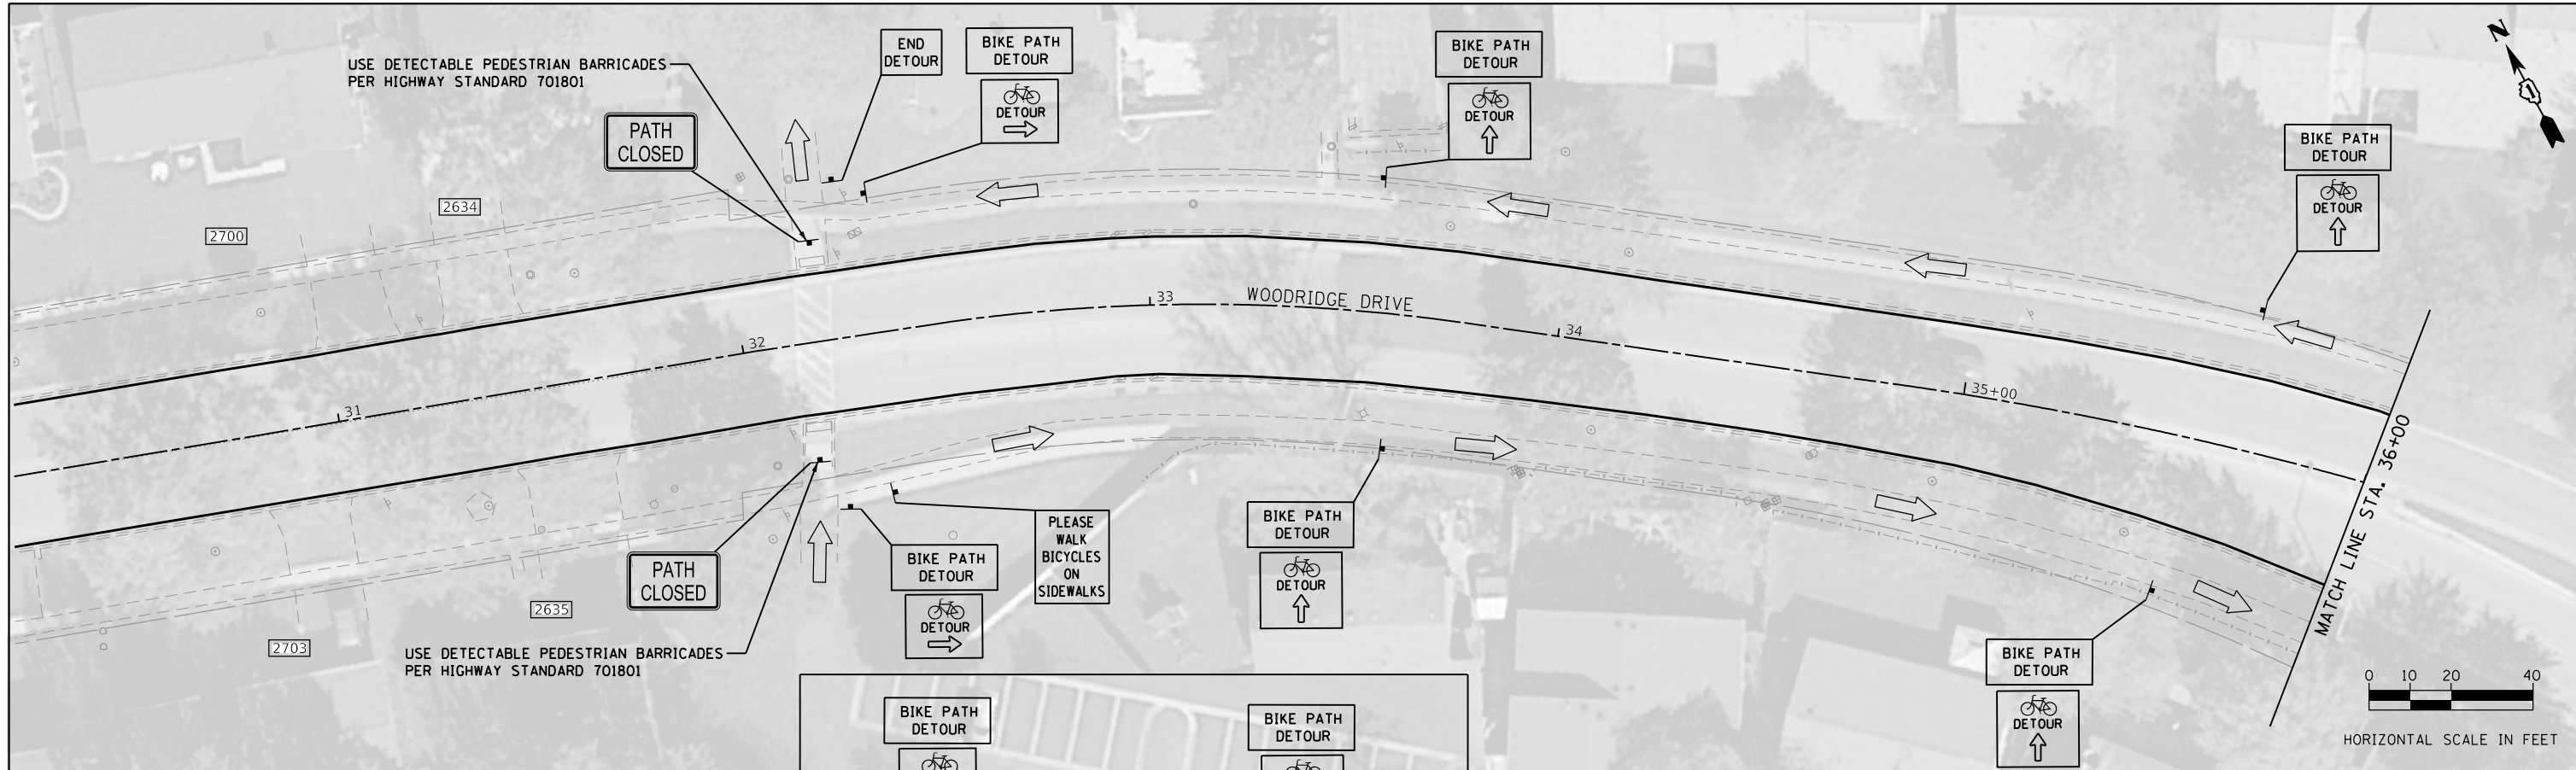 USE DETECTABLE PEDESTRIAN BARRICADES
PER HIGHWAY STANDARD 701801
END
DETOUR
BIKE PATH
DETOUR
DETOUR
BIKE PATH
DETOUR
DETOUR
N
BIKE PATH
DETOUR
DETOUR
PATH
CLOSED
2634
2700
33
WOODRIDGE DRIVE
32
34
31
35+00
MATCH LINE STA. 36+00
PATH
CLOSED
BIKE PATH
DETOUR
DETOUR
PLEASE
WALK
BICYCLES
ON
SIDEWALKS
BIKE PATH
DETOUR
DETOUR
2635
2703
USE DETECTABLE PEDESTRIAN BARRICADES
PER HIGHWAY STANDARD 701801
BIKE PATH
DETOUR
DETOUR
0 10 20 40
HORIZONTAL SCALE IN FEET
BIKE PATH
DETOUR
BIKE PATH
DETOUR